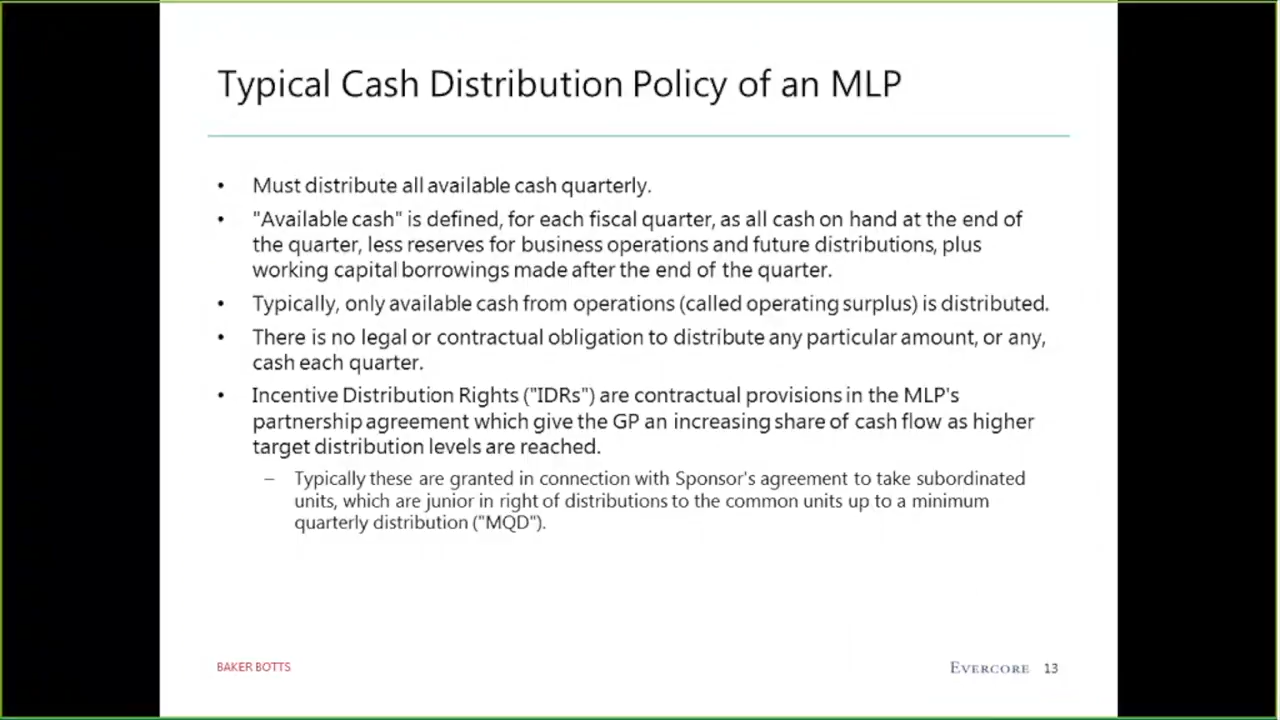 Typical Cash Distribution Policy of an MLP
• Must distribute all available cash quarterly.
• "Available cash" is defined, for each fiscal quarter, as all cash on hand at the end of
the quarter, less reserves for business operations and future distributions, plus
working capital borrowings made after the end of the quarter.
• Typically, only available cash from operations (called operating surplus) is distributed.
• There is no legal or contractual obligation to distribute any particular amount, or any,
cash each quarter.
• Incentive Distribution Rights ("IDRs") are contractual provisions in the MLP's
partnership agreement which give the GP an increasing share of cash flow as higher
target distribution levels are reached.
– Typically these are granted in connection with Sponsor's agreement to take subordinated
units, which are junior in right of distributions to the common units up to a minimum
quarterly distribution ("MQD").
BAKER BOTTS
EVERCORE 13